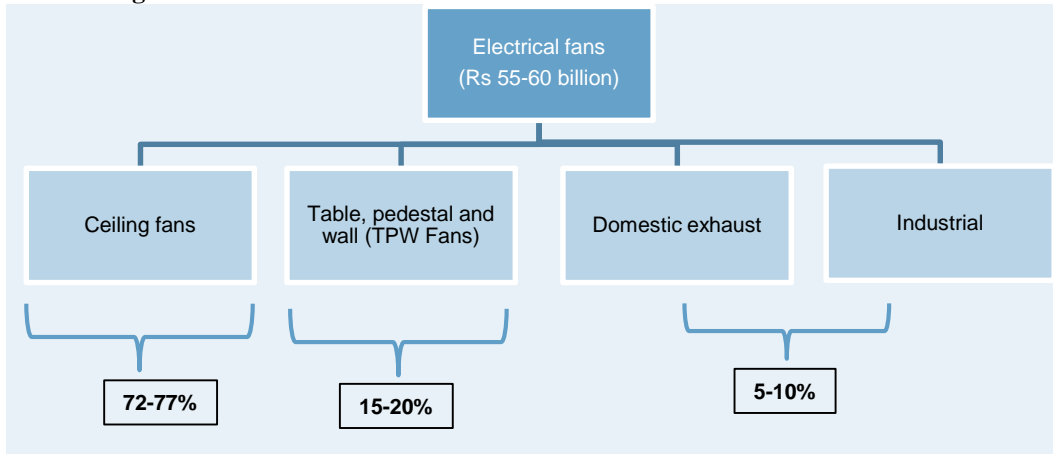 Electrical fans
(Rs 55-60 billion)
Ceiling fans
Table, pedestal and
wall (TPW Fans)
Domestic exhaust
Industrial
72-77%
15-20%
5-10%